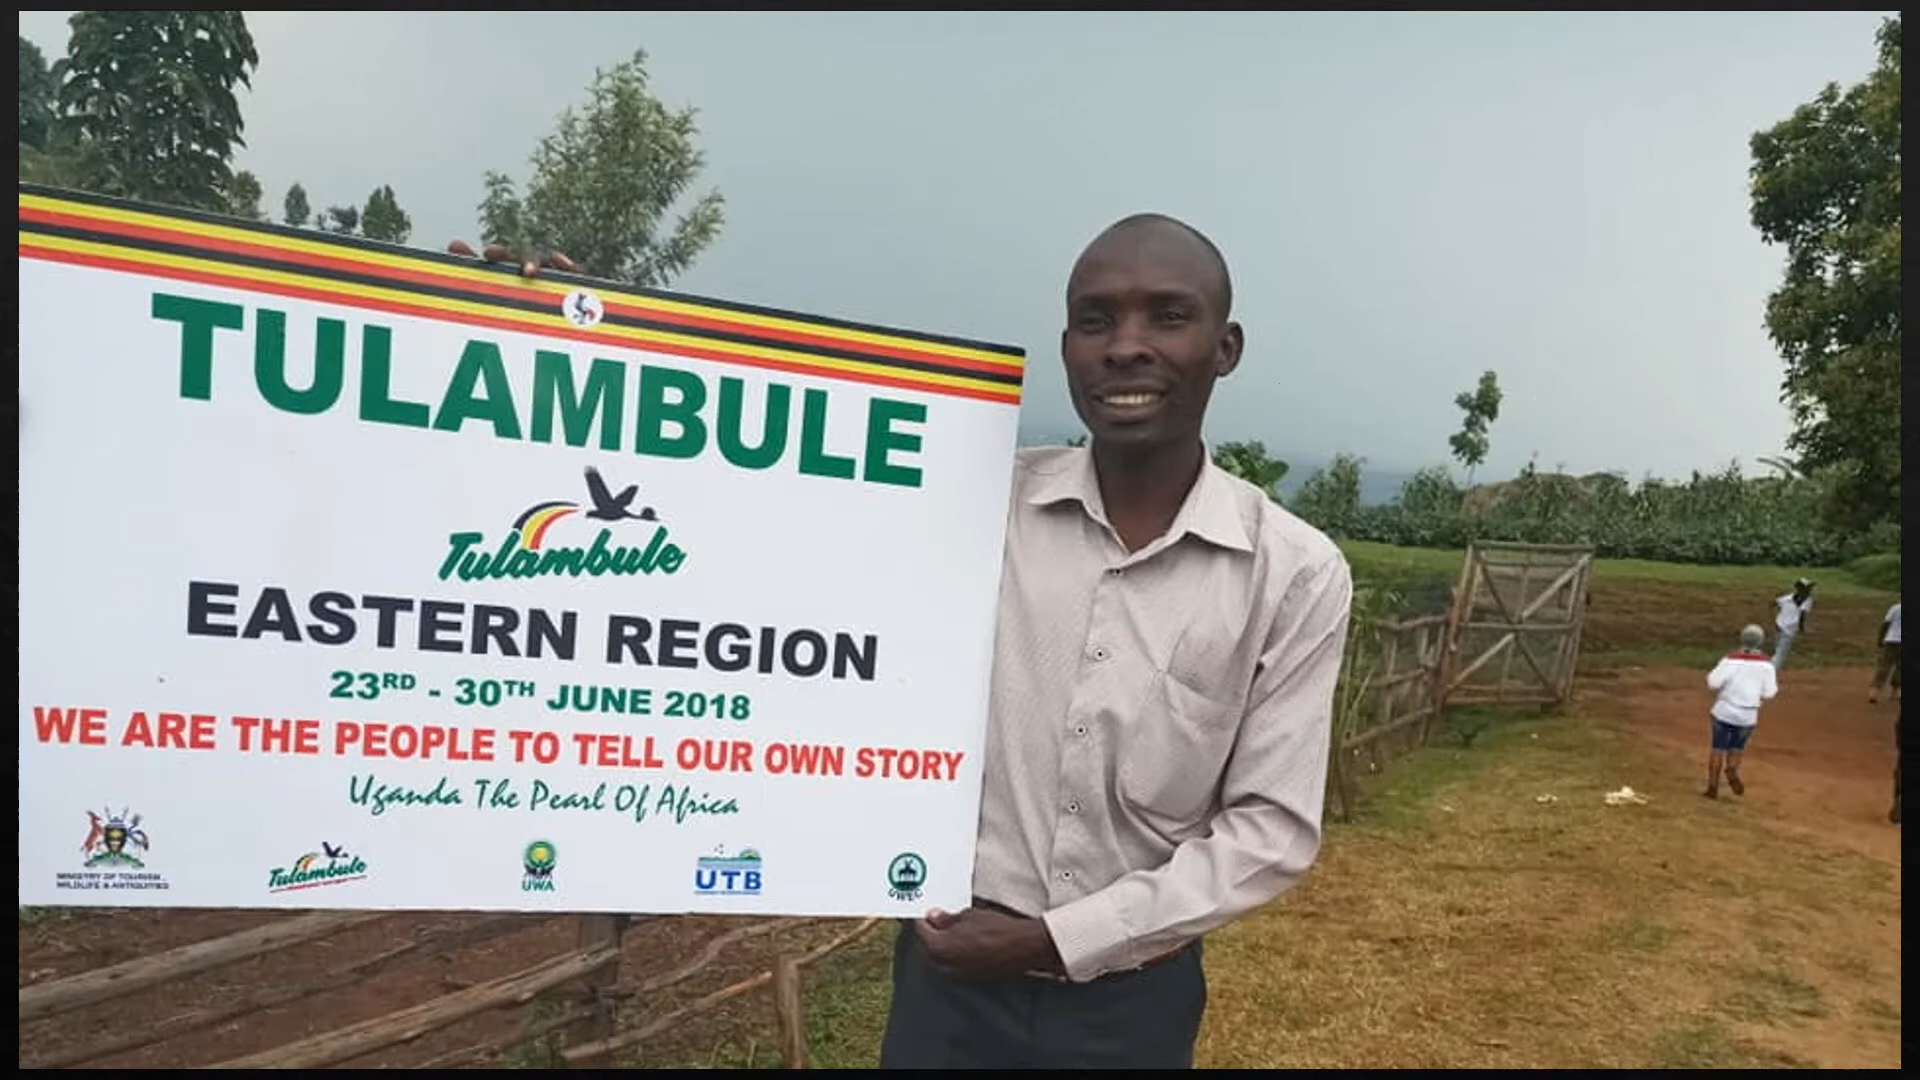 TULAMBULE
Tulambule
EASTERN REGION
23RD - 30TH JUNE 2018
WE ARE THE PEOPLE TO TELL OUR OWN STORY
Uganda The Pearl Of Africa
MINISTRY OF TOURISM
WILDLIFE & ANTIQUITIES
Tulambule
UWA
UTB
UWEC